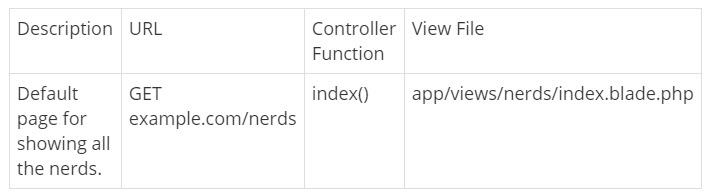 Description URL Controller Function View File
Default page for showing all the nerds. GET example.com/nerds index() app/views/nerds/index.blade.php